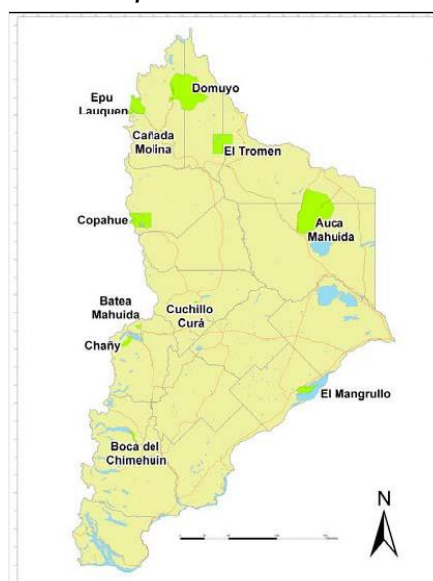 Domuyo
Epu
Lauquen
Cañada
Molina
El Tromen
Copahue
Auca
Mahuida
Batea
Mahuida
Cuchillo
Curá
Chañy
El Mangrullo
Boca del
Chimehuin
N